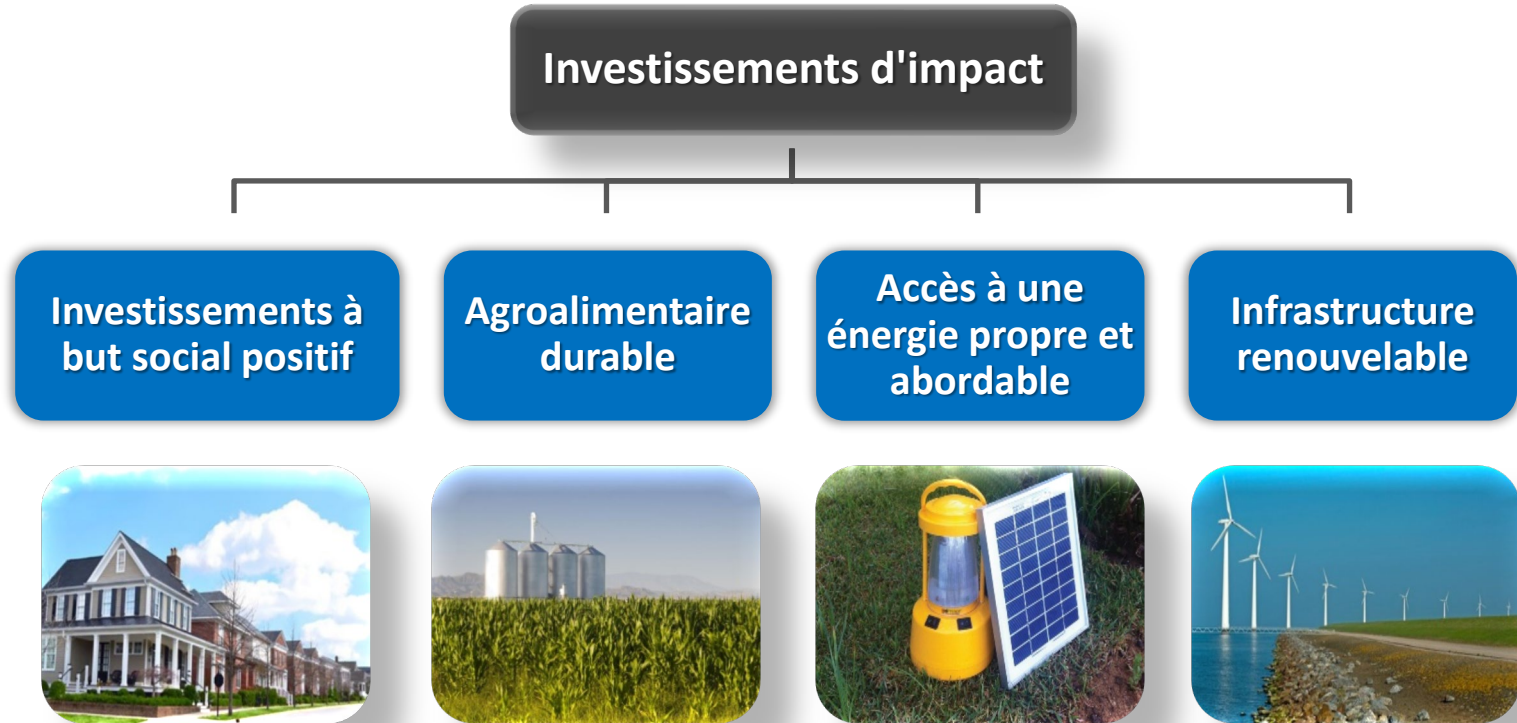 Investissements d'impact
Investissements à
but social positif
Agroalimentaire
durable
Accès à une
énergie propre et
abordable
Infrastructure
renouvelable